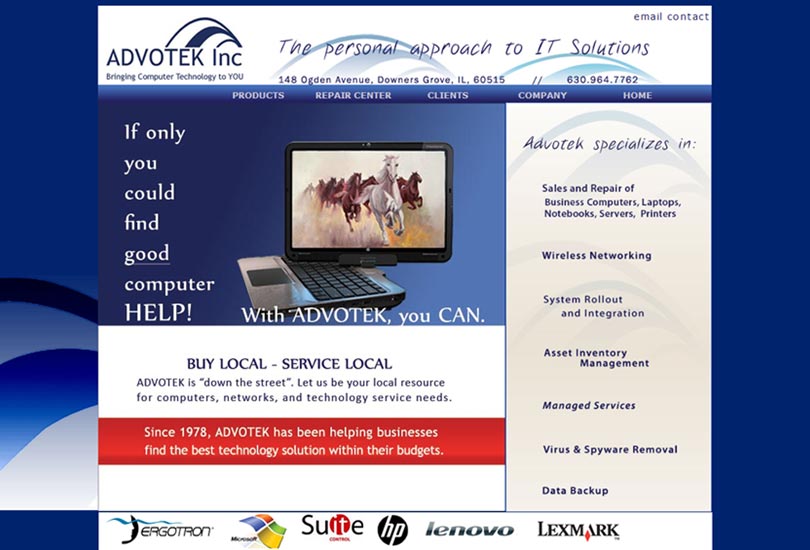 email contact
ADVOTEK Inc
Bringing Computer Technology to YOU
The personal approach to IT Solutions
148 Ogden Avenue, Downers Grove, IL, 60515 // 630.964.7762
PRODUCTS REPAIR CENTER CLIENTS COMPANY HOME
If only
you
could
find
good
computer
HELP!
With ADVOTEK, you CAN.
BUY LOCAL - SERVICE LOCAL
ADVOTEK is "down the street". Let us be your local resource
for computers, networks, and technology service needs.
Since 1978, ADVOTEK has been helping businesses
find the best technology solution within their budgets.
Advotek specializes in:
Sales and Repair of
Business Computers, Laptops,
Notebooks, Servers, Printers
Wireless Networking
System Rollout
and Integration
Asset Inventory
Management
Managed Services
Virus & Spyware Removal
Data Backup
ERGOTRON
Microsoft
Suite
CONTROL
hp
lenovo
LEXMARK